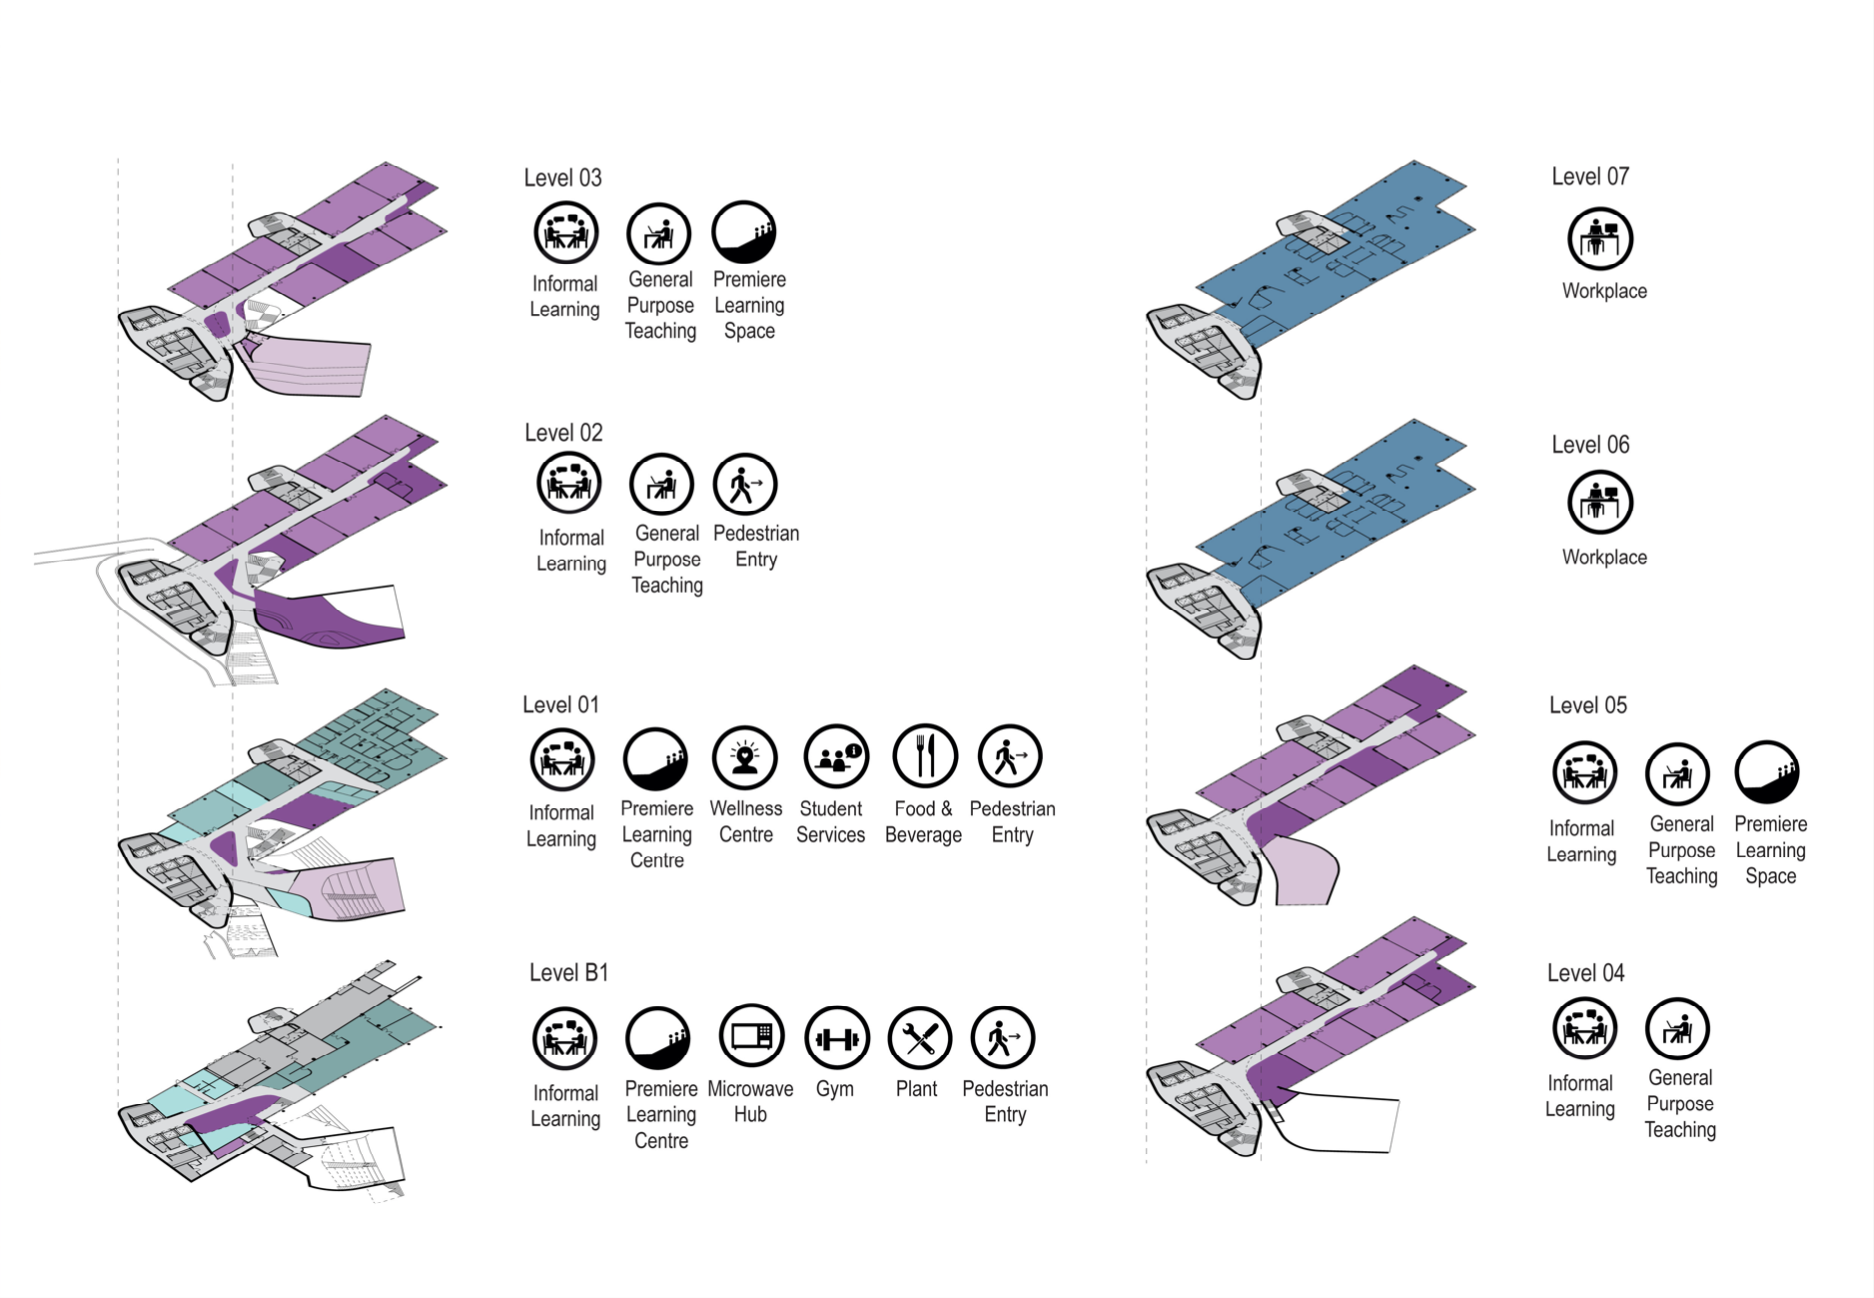 Level 03
Informal
Learning
General
Purpose
Teaching
Premiere
Learning
Space
Level 02
Informal
Learning
General
Purpose
Teaching
Pedestrian
Entry
Level 01
Informal
Learning
Premiere
Learning
Centre
Wellness
Centre
Student
Services
Food &
Beverage
Pedestrian
Entry
Level B1
Informal
Learning
Premiere
Learning
Centre
Microwave
Hub
Gym
Plant
Pedestrian
Entry
Level 07
Workplace
Level 06
Workplace
Level 05
Informal
Learning
General
Purpose
Teaching
Premiere
Learning
Space
Level 04
Informal
Learning
General
Purpose
Teaching